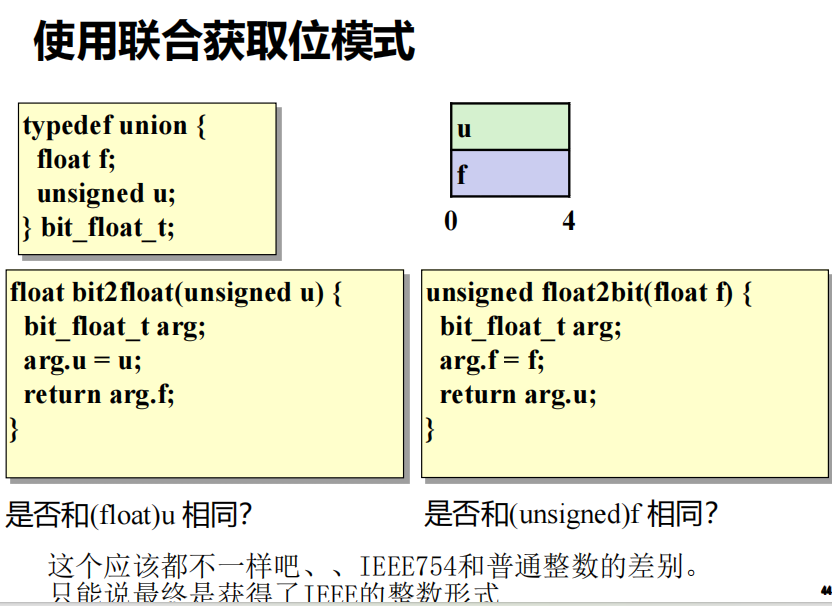 使用联合获取位模式
typedef union {
float f;
unsigned u;
} bit_float_t;
u
f
0 4
float bit2float(unsigned u) {
bit_float_t arg;
arg.u = u;
return arg.f;
}
unsigned float2bit(float f) {
bit_float_t arg;
arg.f = f;
return arg.u;
}
是否和(float)u 相同?
是否和(unsigned)f 相同?
这个应该都不一样吧、、IEEE754和普通整数的差别。
只能说最终是获得了IEEE的整数形式
44